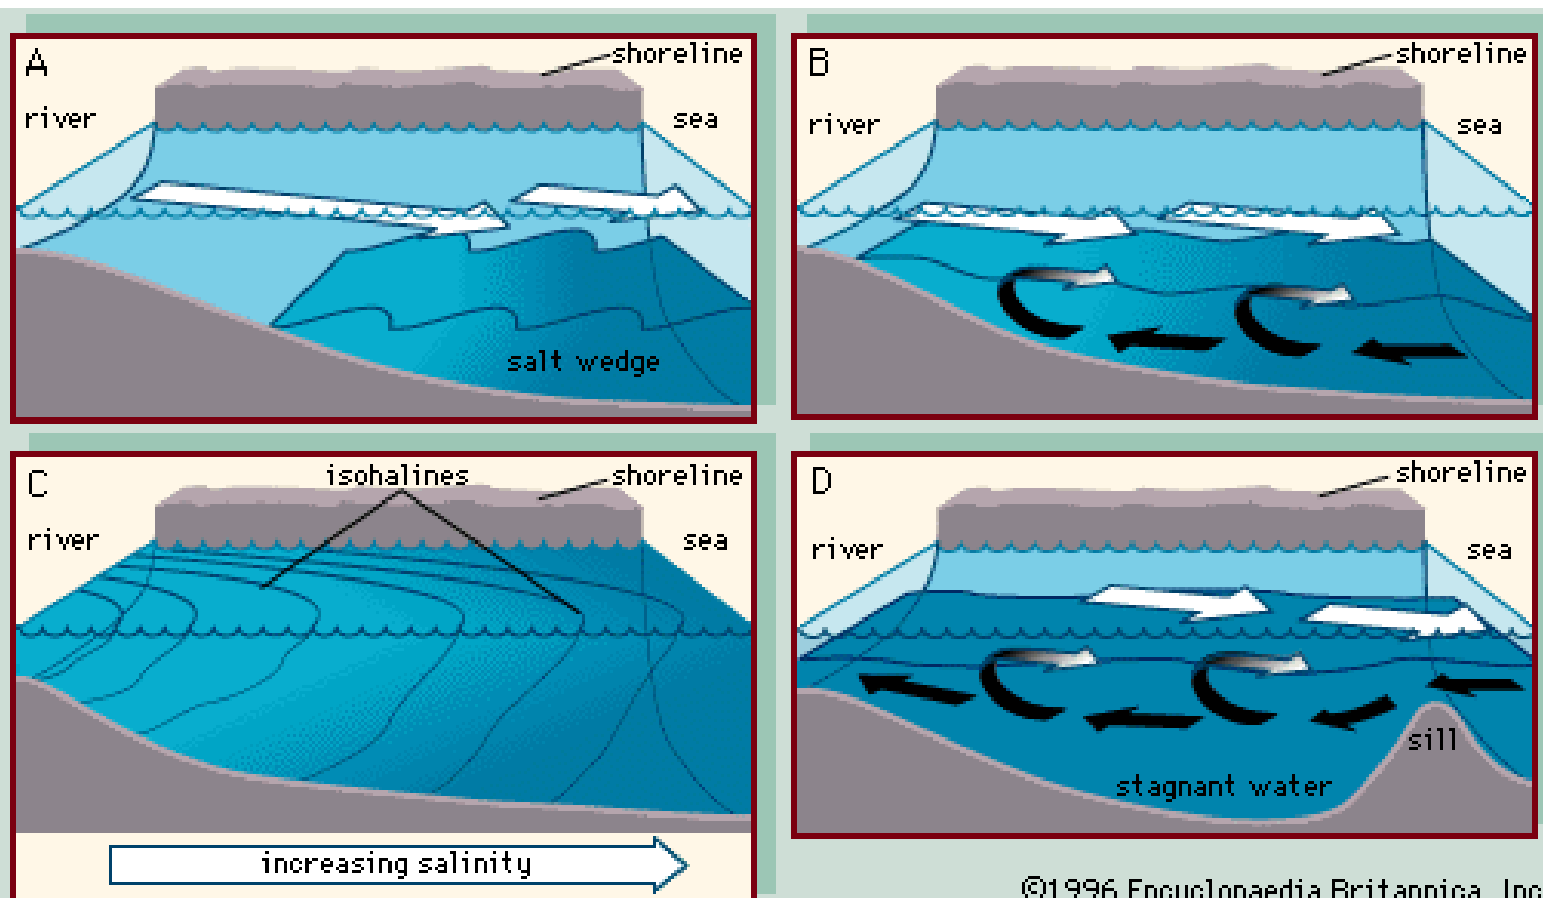 A
shoreline
river
sea
salt wedge
B
shoreline
river
sea
C
isohalines
shoreline
river
sea
increasing salinity
D
shoreline
river
sea
sill
stagnant water
©1996 Encyclopaedia Britannica, Inc